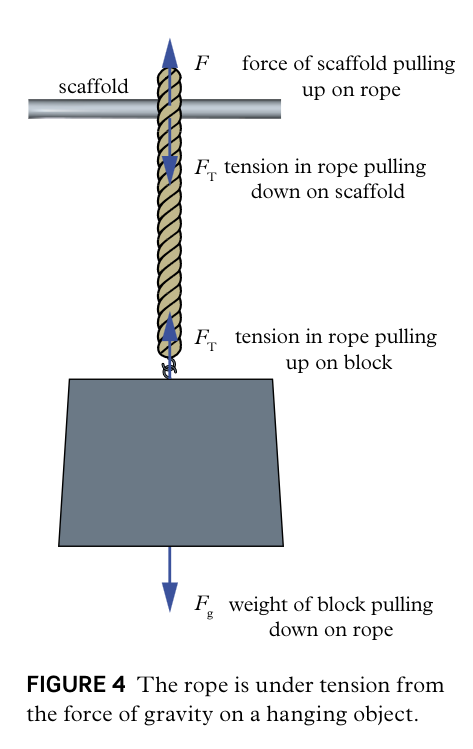 F force of scaffold pulling
up on rope
scaffold
F_T tension in rope pulling
down on scaffold
F_T tension in rope pulling
up on block
F_g weight of block pulling
down on rope
FIGURE 4 The rope is under tension from
the force of gravity on a hanging object.